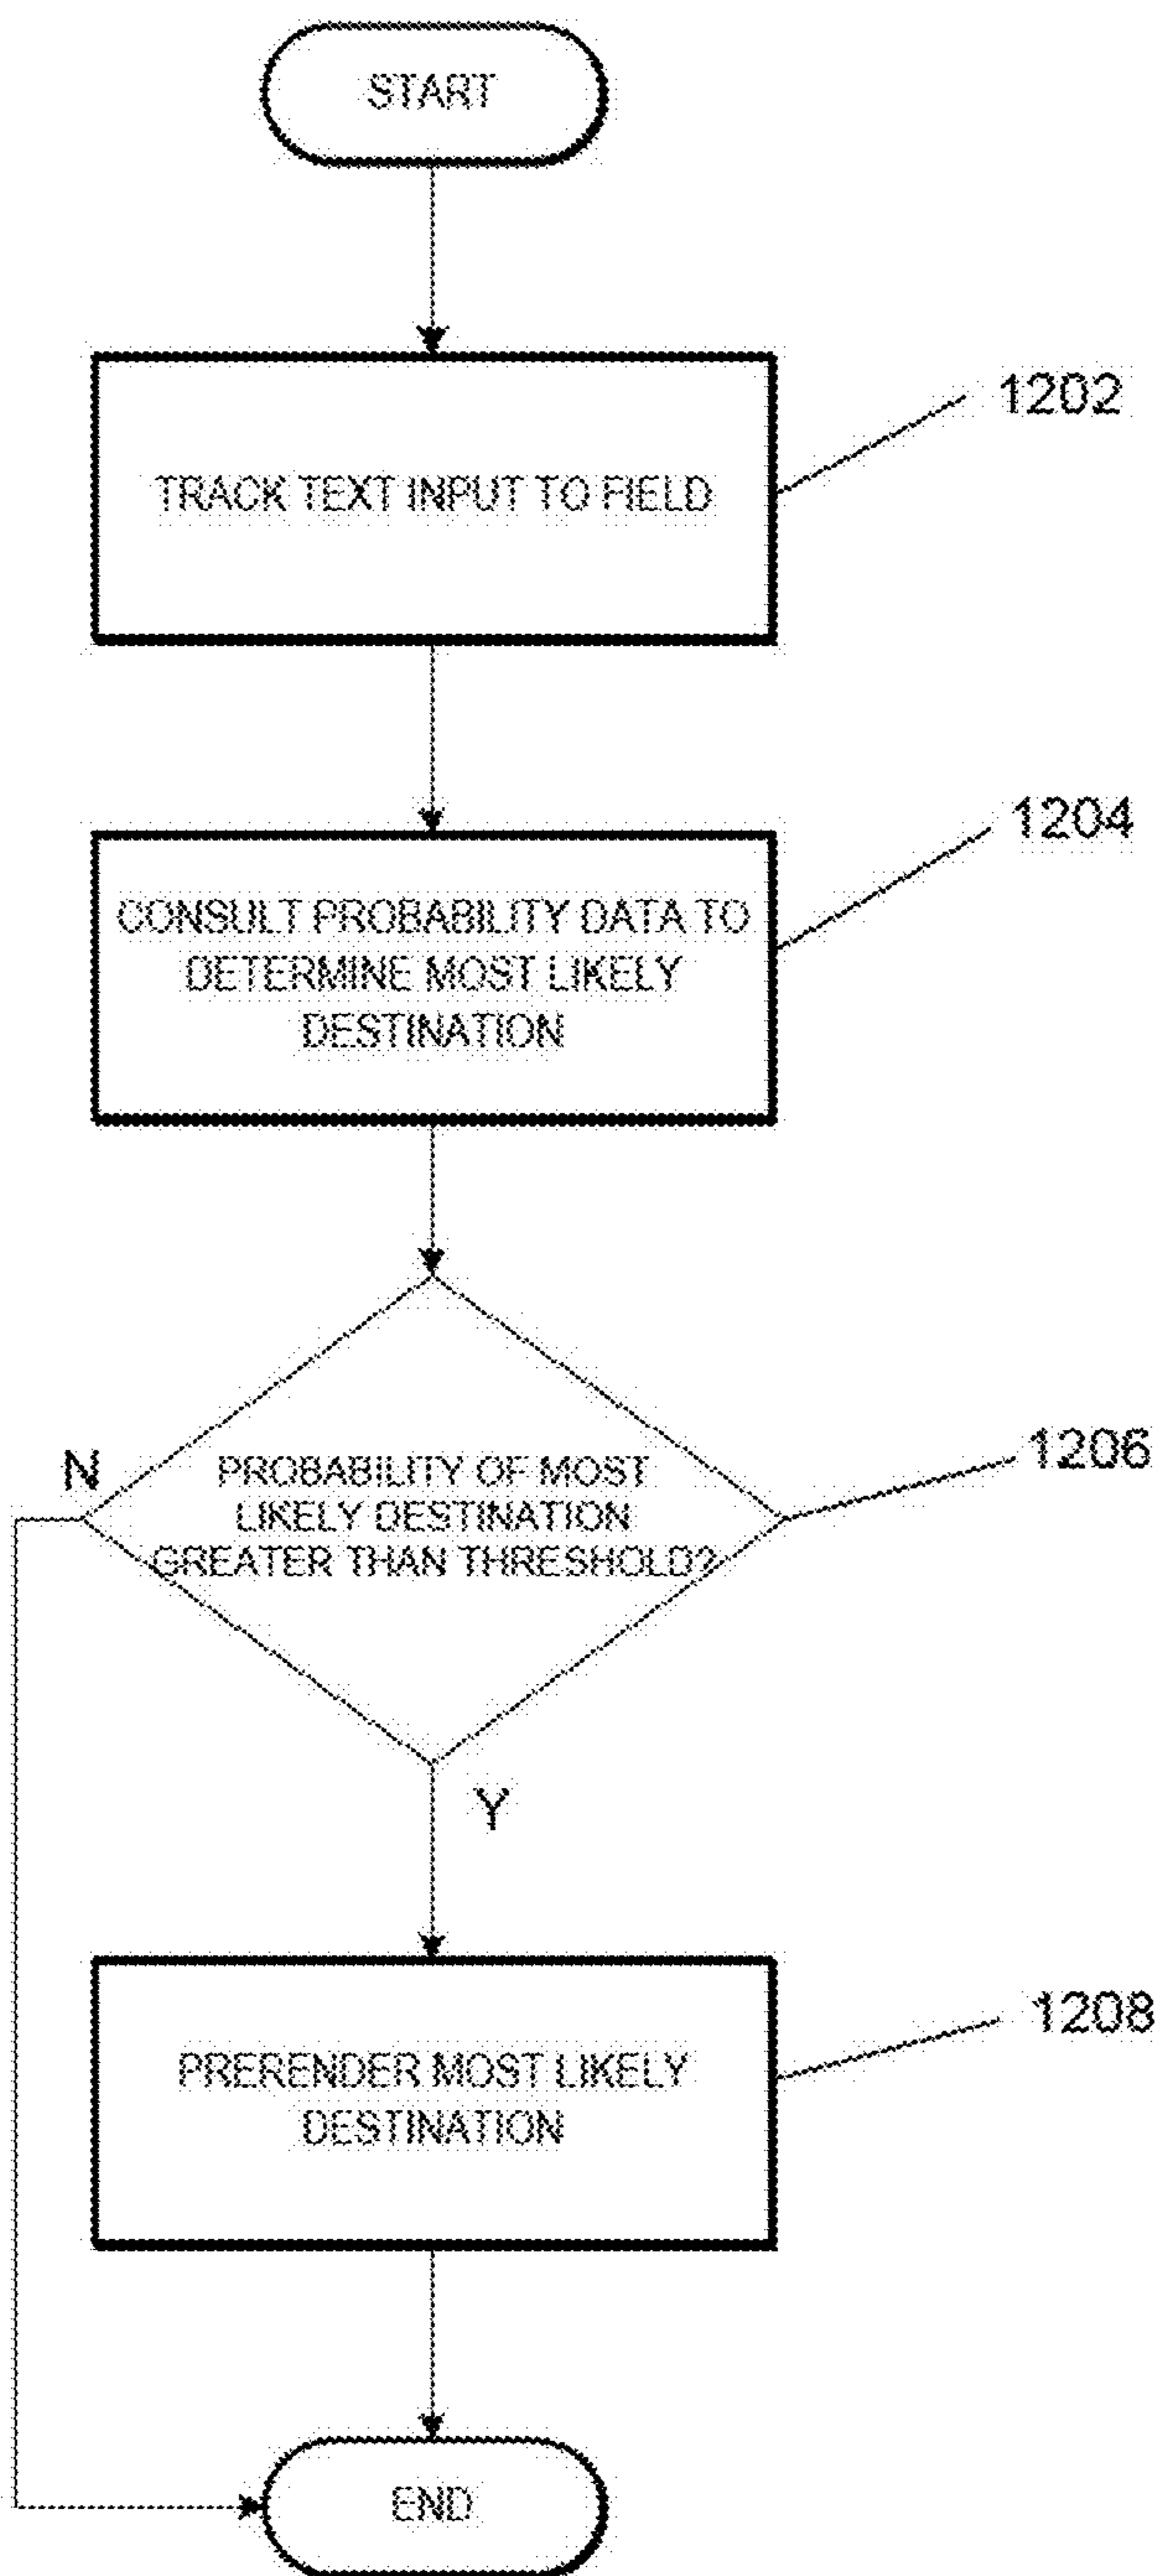 START
1202
TRACK TEXT INPUT TO FIELD
1204
CONSULT PROBABILITY DATA TO
DETERMINE MOST LIKELY
DESTINATION
N
PROBABILITY OF MOST
LIKELY DESTINATION
GREATER THAN THRESHOLD?
1206
Y
PRERENDER MOST LIKELY
DESTINATION
1208
END